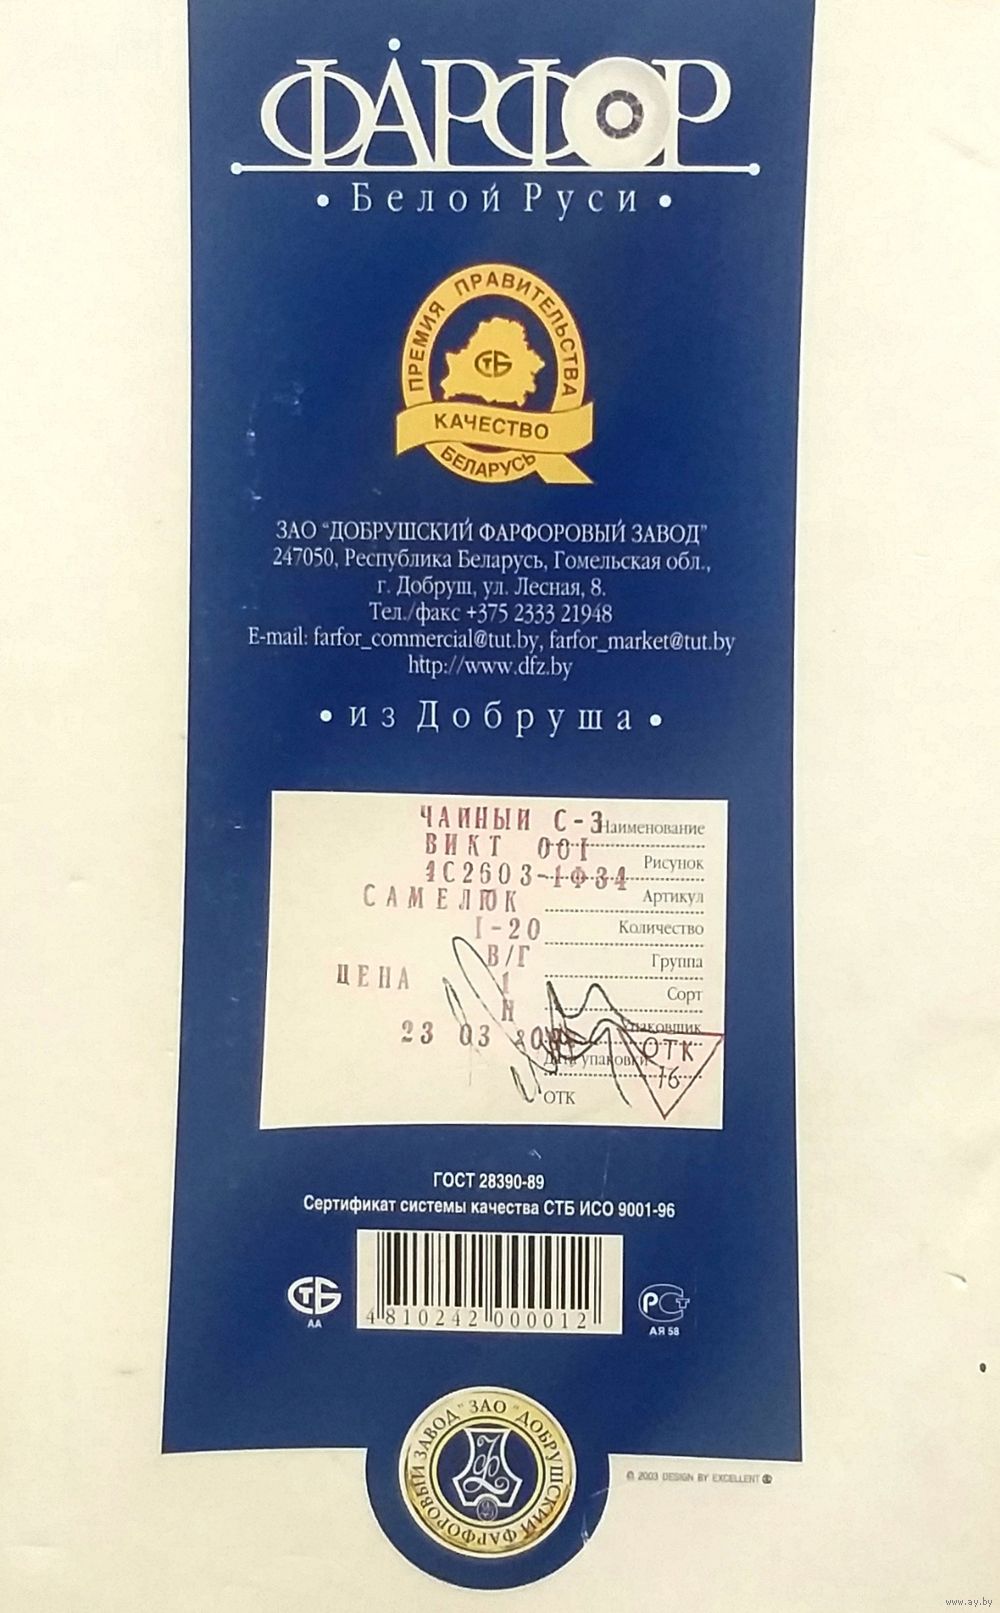 ФАРФОР
• Белой Руси •
ПРЕМИЯ ПРАВИТЕЛЬСТВА
СТБ
КАЧЕСТВО
БЕЛАРУСЬ
ЗАО "ДОБРУШСКИЙ ФАРФОРОВЫЙ ЗАВОД"
247050, Республика Беларусь, Гомельская обл.,
г. Добруш, ул. Лесная, 8.
Тел./факс +375 2333 21948
E-mail: farfor_commercial@tut.by, farfor_market@tut.by
http://www.dfz.by
• из Добруша •
ЧАЙНЫЙ С-3 Наименование
ВИКТ 001
Рисунок
1С2603-1Ф34
САМЕЛЮК Артикул
I-20 Количество
В/Г Группа
ЦЕНА 1 Сорт
Н
Упаковщик
23 03
Дата упаковки
ОТК
16
ОТК
ГОСТ 28390-89
Сертификат системы качества СТБ ИСО 9001-96
СТБ
АА
4 810242 000012
РСТ
АЯ 58
ЗАО "ДОБРУШСКИЙ ФАРФОРОВЫЙ ЗАВОД"
© 2003 DESIGN BY EXCELLENT
www.ay.by